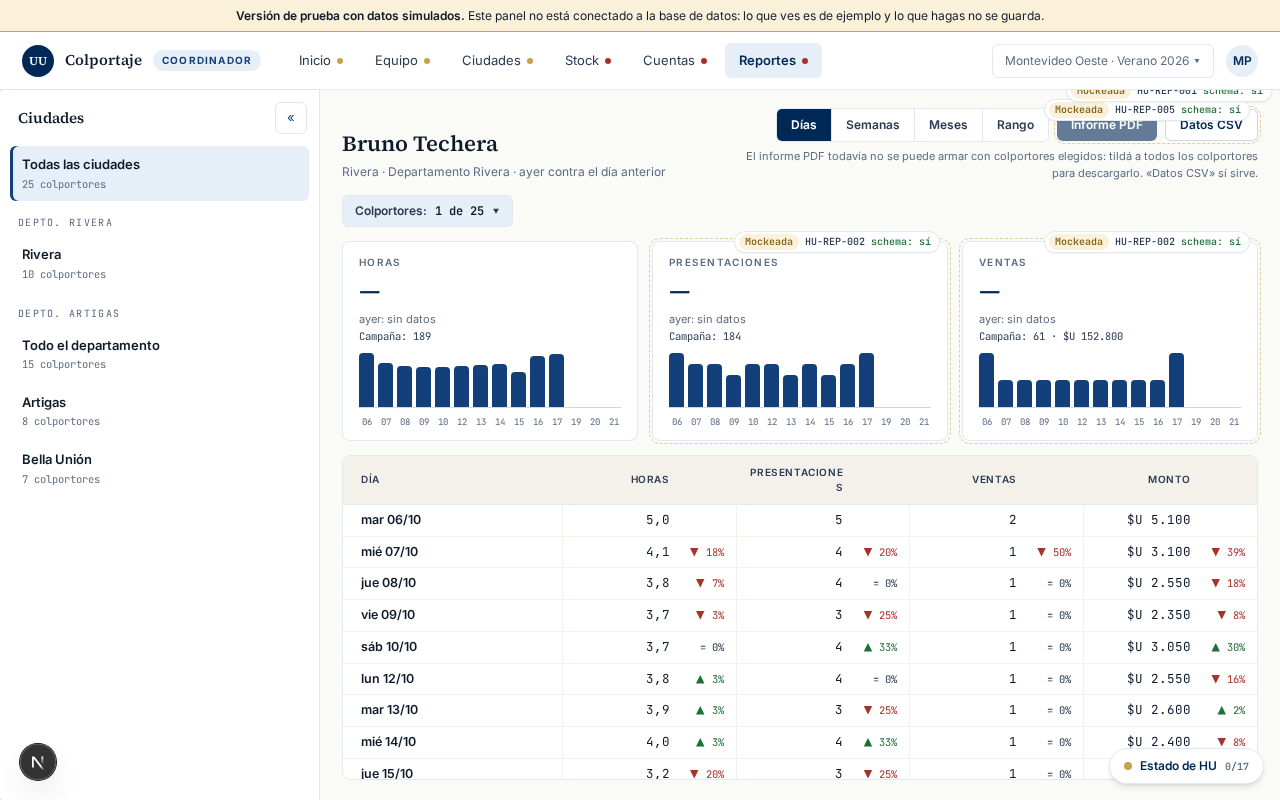 Versión de prueba con datos simulados. Este panel no está conectado a la base de datos: lo que ves es de ejemplo y lo que hagas no se guarda.
UU Colportaje COORDINADOR Inicio Equipo Ciudades Stock Cuentas Reportes Montevideo Oeste · Verano 2026 ▾ MP
Ciudades «
Todas las ciudades
25 colportores
DEPTO. RIVERA
Rivera
10 colportores
DEPTO. ARTIGAS
Todo el departamento
15 colportores
Artigas
8 colportores
Bella Unión
7 colportores
Mockeada HU-REP-001 schema: sí
Mockeada HU-REP-005 schema: sí
Días Semanas Meses Rango Informe PDF Datos CSV
Bruno Techera
Rivera · Departamento Rivera · ayer contra el día anterior
El informe PDF todavía no se puede armar con colportores elegidos: tildá a todos los colportores
para descargarlo. «Datos CSV» sí sirve.
Colportores: 1 de 25 ▾
HORAS
—
ayer: sin datos
Campaña: 189
06 07 08 09 10 12 13 14 15 16 17 19 20 21
Mockeada HU-REP-002 schema: sí
PRESENTACIONES
—
ayer: sin datos
Campaña: 184
06 07 08 09 10 12 13 14 15 16 17 19 20 21
Mockeada HU-REP-002 schema: sí
VENTAS
—
ayer: sin datos
Campaña: 61 · $U 152.800
06 07 08 09 10 12 13 14 15 16 17 19 20 21
DÍA HORAS PRESENTACIONE
S VENTAS MONTO
mar 06/10 5,0 5 2 $U 5.100
mié 07/10 4,1 ▼ 18% 4 ▼ 20% 1 ▼ 50% $U 3.100 ▼ 39%
jue 08/10 3,8 ▼ 7% 4 = 0% 1 = 0% $U 2.550 ▼ 18%
vie 09/10 3,7 ▼ 3% 3 ▼ 25% 1 = 0% $U 2.350 ▼ 8%
sáb 10/10 3,7 = 0% 4 ▲ 33% 1 = 0% $U 3.050 ▲ 30%
lun 12/10 3,8 ▲ 3% 4 = 0% 1 = 0% $U 2.550 ▼ 16%
mar 13/10 3,9 ▲ 3% 3 ▼ 25% 1 = 0% $U 2.600 ▲ 2%
mié 14/10 4,0 ▲ 3% 4 ▲ 33% 1 = 0% $U 2.400 ▼ 8%
jue 15/10 3,2 ▼ 20% 3 ▼ 25% 1 = 0%
N
Estado de HU 0/17